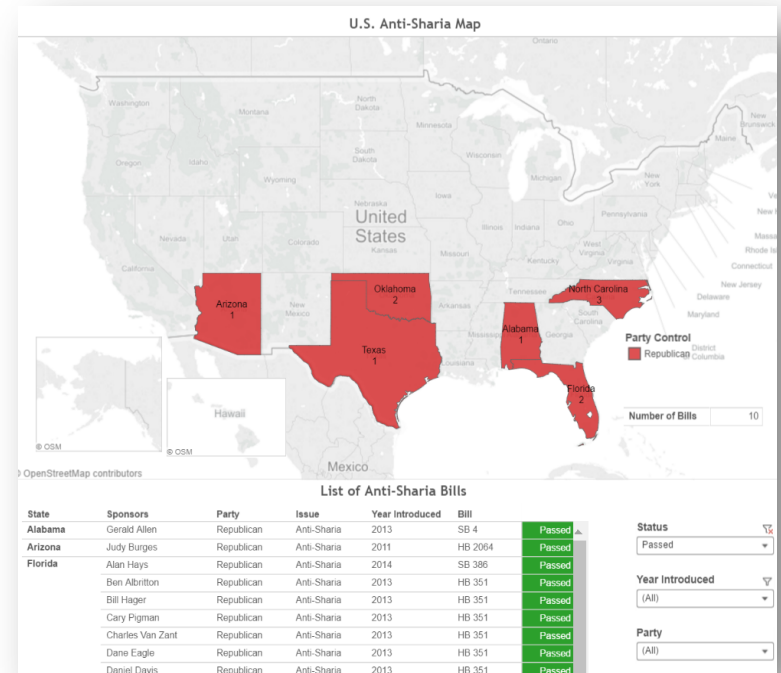 U.S. Anti-Sharia Map
Ontario
Washington
Montana
North Dakota
Minnesota
New Brunswick
Maine
Oregon
Idaho
South Dakota
Wisconsin
Michigan
New York
Wyoming
Nebraska
Iowa
Pennsylvania
United States
Nevada
Utah
Colorado
Kansas
Missouri
Illinois
Indiana
Ohio
West Virginia
Virginia
Kentucky
Massa
Rhode Is
Connecticut
California
New Jersey
Delaware
Maryland
Arizona
1
New Mexico
Oklahoma
2
Arkansas
Tennessee
North Carolina
3
South Carolina
Texas
1
Mississippi
Alabama
1
Georgia
Louisiana
Party Control
Republican
District Columbia
Florida
2
Number of Bills 10
Hawaii
© OSM
© OSM
Mexico
OpenStreetMap contributors
List of Anti-Sharia Bills
State Sponsors Party Issue Year Introduced Bill
Alabama Gerald Allen Republican Anti-Sharia 2013 SB 4 Passed
Arizona Judy Burges Republican Anti-Sharia 2011 HB 2064 Passed
Florida Alan Hays Republican Anti-Sharia 2014 SB 386 Passed
Ben Albritton Republican Anti-Sharia 2013 HB 351 Passed
Bill Hager Republican Anti-Sharia 2013 HB 351 Passed
Cary Pigman Republican Anti-Sharia 2013 HB 351 Passed
Charles Van Zant Republican Anti-Sharia 2013 HB 351 Passed
Dane Eagle Republican Anti-Sharia 2013 HB 351 Passed
Daniel Davis Republican Anti-Sharia 2013 HB 351 Passed
Status
Passed
Year Introduced
(All)
Party
(All)